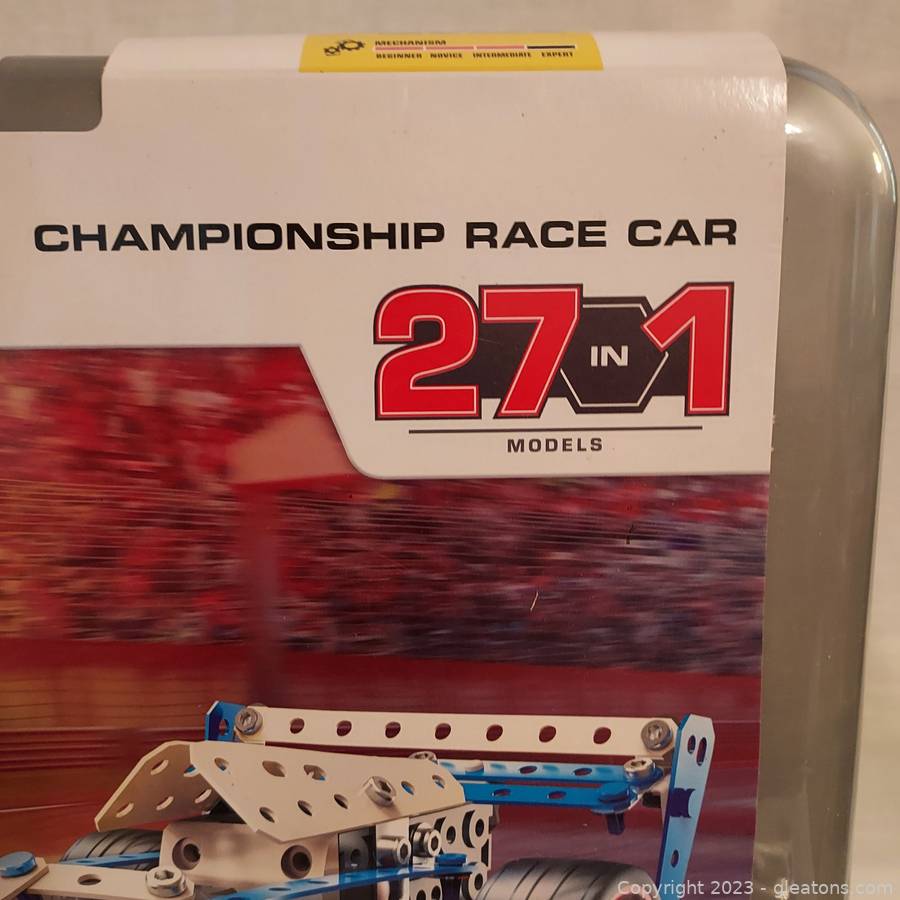 MECHANISM
BEGINNER NOVICE INTERMEDIATE EXPERT
CHAMPIONSHIP RACE CAR
27 IN 1
MODELS
Copyright 2023 - gleatons.com